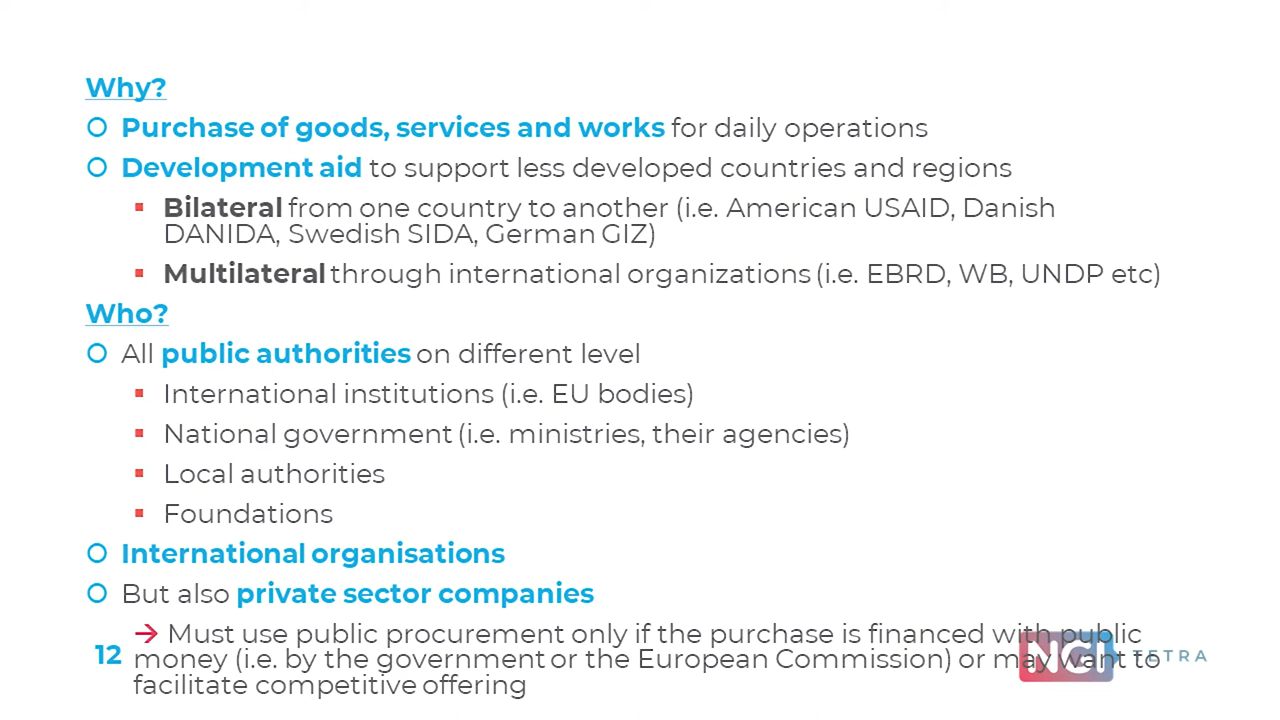 Why?
Purchase of goods, services and works for daily operations
Development aid to support less developed countries and regions
Bilateral from one country to another (i.e. American USAID, Danish
DANIDA, Swedish SIDA, German GIZ)
Multilateral through international organizations (i.e. EBRD, WB, UNDP etc)
Who?
All public authorities on different level
International institutions (i.e. EU bodies)
National government (i.e. ministries, their agencies)
Local authorities
Foundations
International organisations
But also private sector companies
→ Must use public procurement only if the purchase is financed with public
money (i.e. by the government or the European Commission) or may want to
facilitate competitive offering
12
NGI TETRA